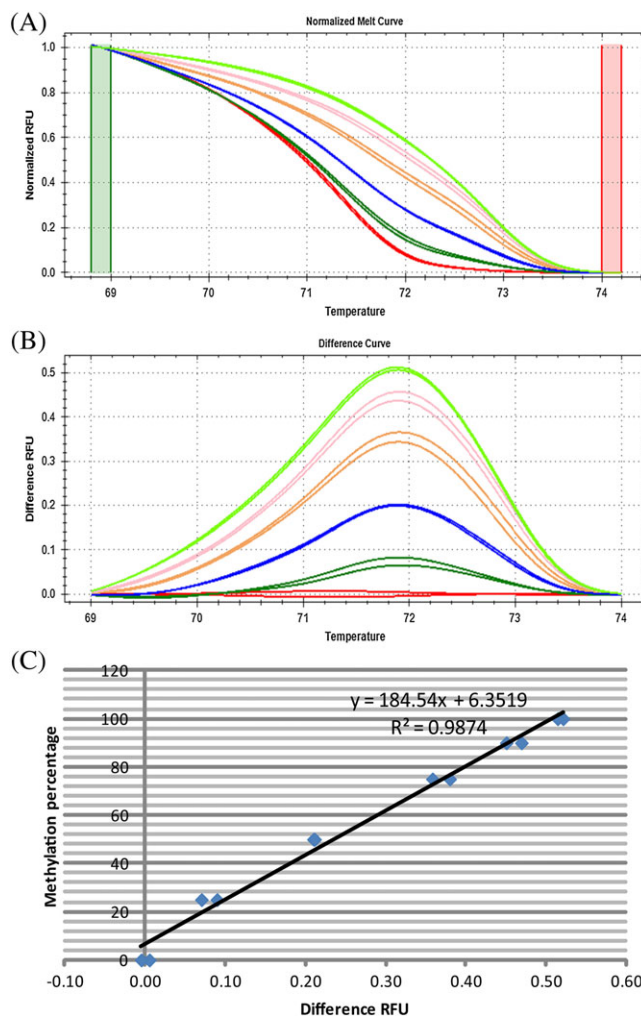 (A)
Normalized Melt Curve
Normalized RFU
1.0
0.8
0.6
0.4
0.2
0.0
69 70 71 72 73 74
Temperature
(B)
Difference Curve
Difference RFU
0.5
0.4
0.3
0.2
0.1
0.0
69 70 71 72 73 74
Temperature
(C)
Methylation percentage
120
100
80
60
40
20
0
y = 184.54x + 6.3519
R² = 0.9874
-0.10 0.00 0.10 0.20 0.30 0.40 0.50 0.60
Difference RFU